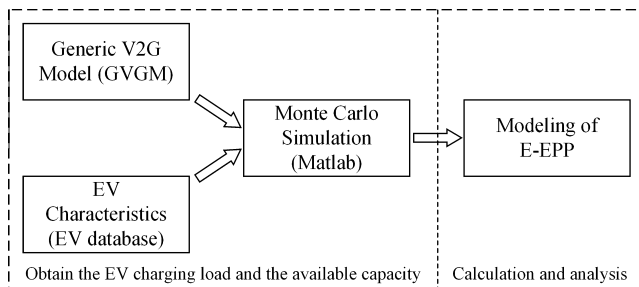 Generic V2G
Model (GVGM)
Monte Carlo
Simulation
(Matlab)
Modeling of
E-EPP
EV
Characteristics
(EV database)
Obtain the EV charging load and the available capacity
Calculation and analysis